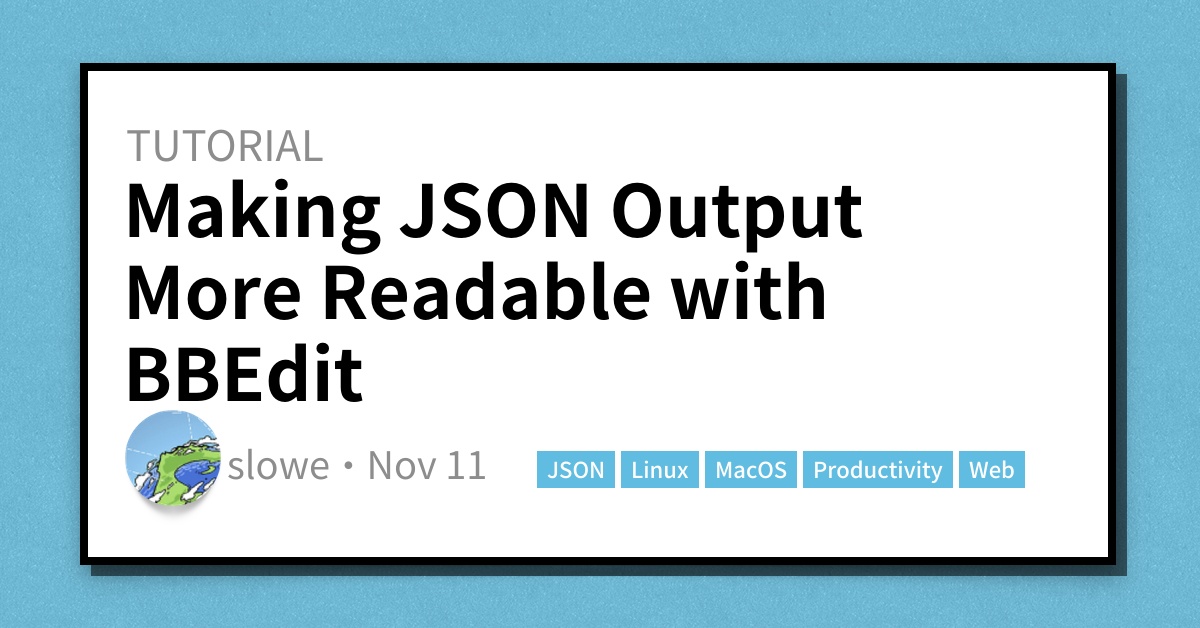 TUTORIAL
Making JSON Output
More Readable with
BBEdit
slowe • Nov 11
JSON Linux MacOS Productivity Web